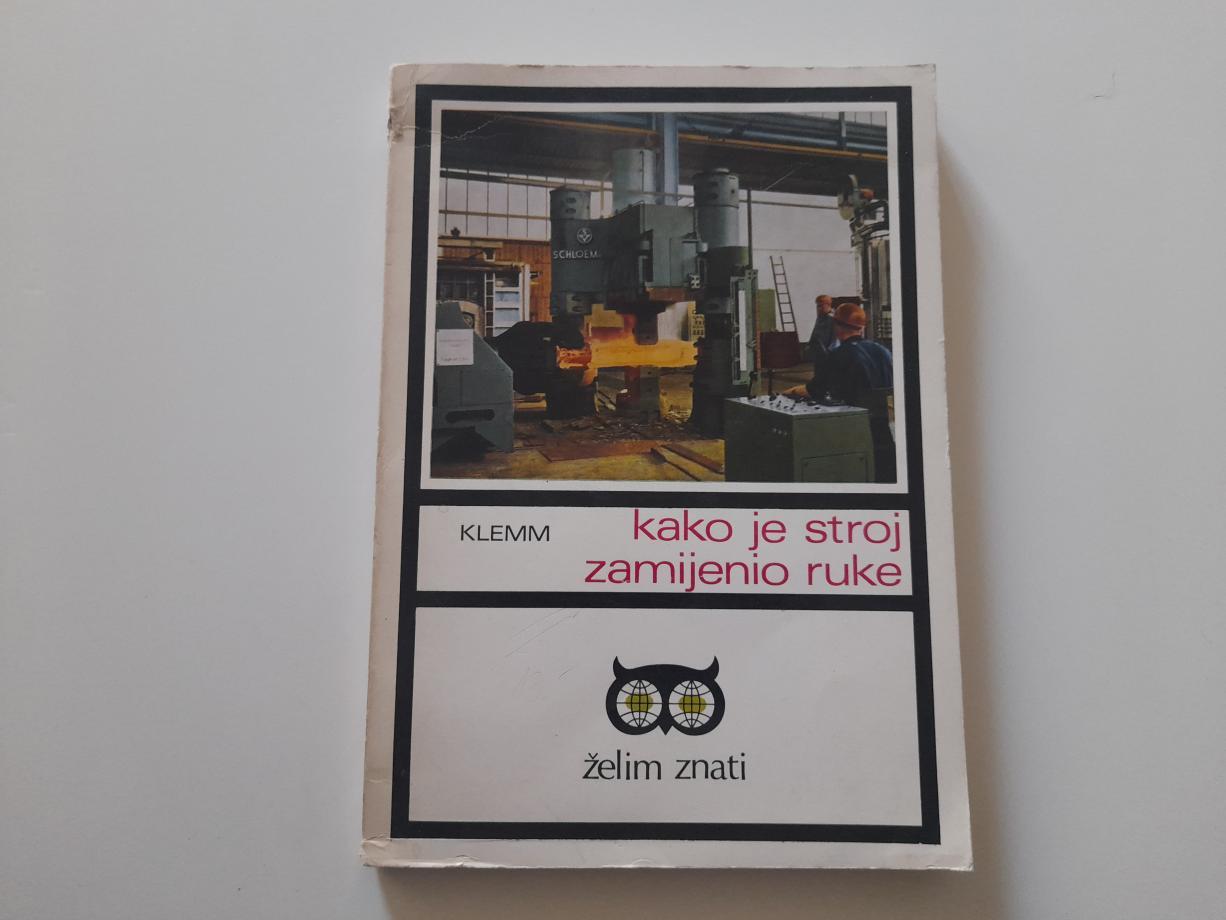 SCHLOEM
KLEMM
kako je stroj
zamijenio ruke
želim znati